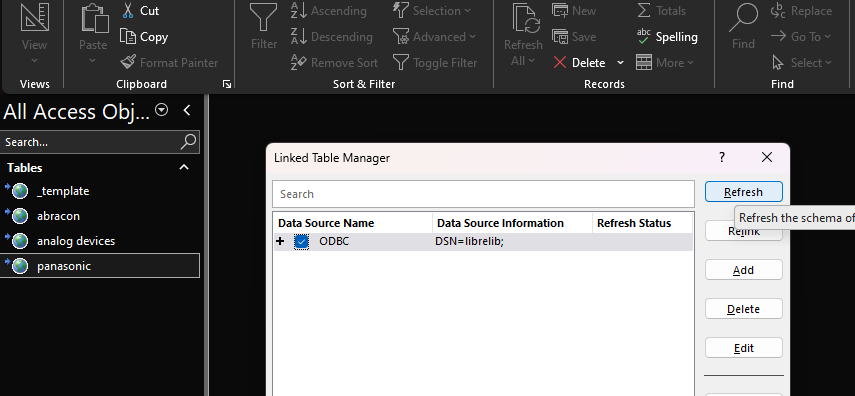 Cut
Copy
Format Painter
View
Paste
Views
Clipboard
Filter
Ascending
Descending
Remove Sort
Selection
Advanced
Toggle Filter
Sort & Filter
Refresh
All
New
Save
Delete
Totals
Spelling
More
Records
Find
Replace
Go To
Select
Find
All Access Obj...
Search...
Tables
_template
abracon
analog devices
panasonic
Linked Table Manager
?
Search
Refresh
Refresh the schema of
Data Source Name Data Source Information Refresh Status
ODBC DSN=librelib;
Relink
Add
Delete
Edit